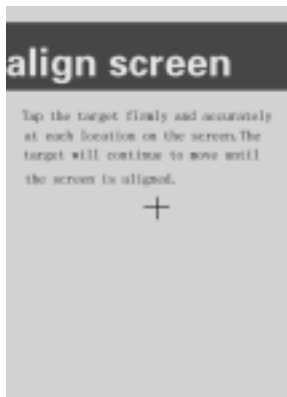 align screen
Tap the target firmly and accurately
at each location on the screen.The
target will continue to move until
the screen is aligned.